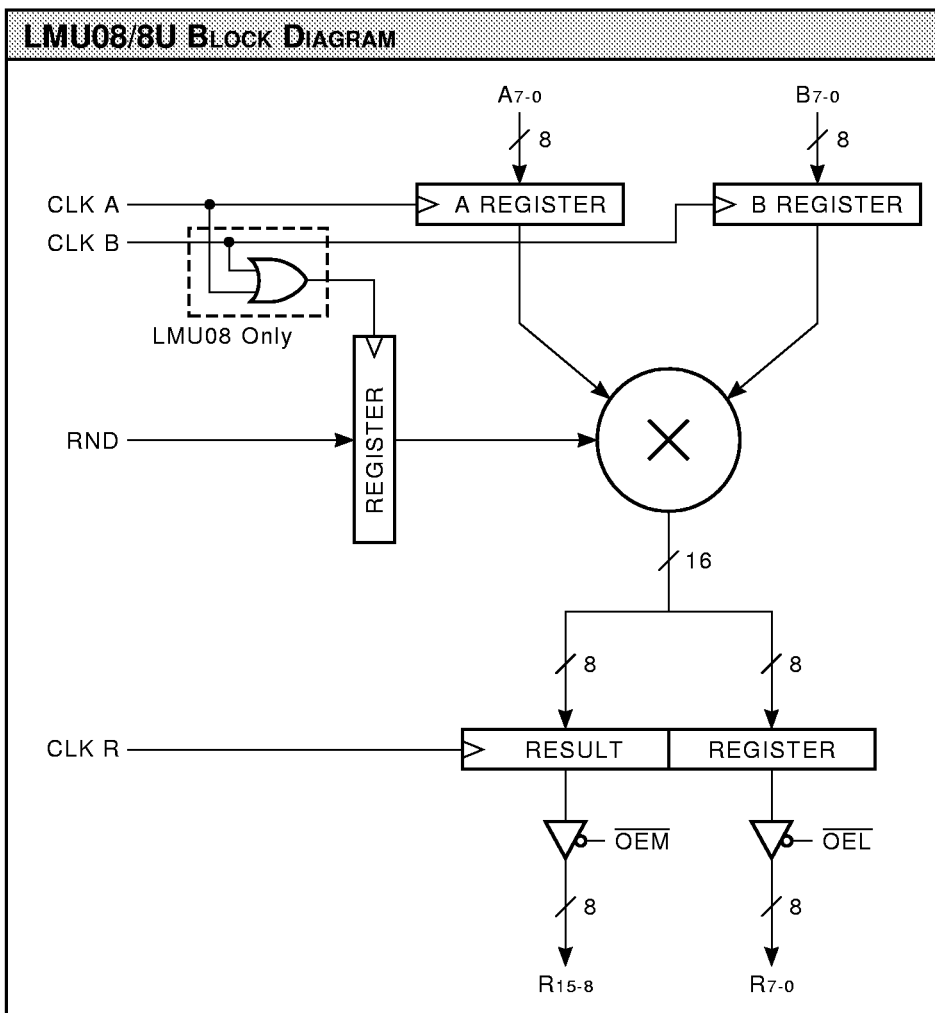 LMU08/8U BLOCK DIAGRAM
A7-0
B7-0
8
8
CLK A
A REGISTER
B REGISTER
CLK B
LMU08 Only
REGISTER
RND
16
8
8
CLK R
RESULT
REGISTER
OEM
OEL
8
8
R15-8
R7-0